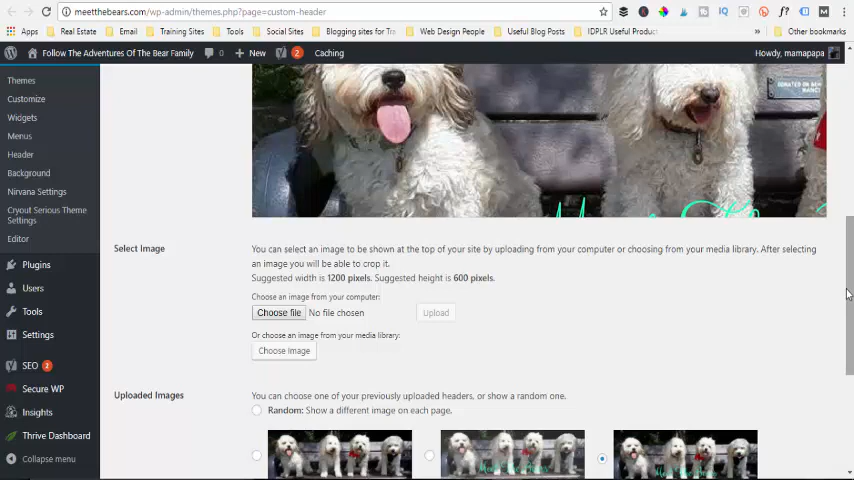 meetthebears.com/wp-admin/themes.php?page=custom-header
Apps Real Estate Email Training Sites Tools Social Sites Blogging sites for Tra Web Design People Useful Blog Posts IDPLR Useful Produc Other bookmarks
Follow The Adventures Of The Bear Family 0 New 2 Caching Howdy, mamapapa
Themes
Customize
Widgets
Menus
Header
Background
Nirvana Settings
Cryout Serious Theme
Settings
Editor
Plugins
Users
Tools
Settings
SEO 2
Secure WP
Insights
Thrive Dashboard
Collapse menu
Select Image
You can select an image to be shown at the top of your site by uploading from your computer or choosing from your media library. After selecting
an image you will be able to crop it.
Suggested width is 1200 pixels. Suggested height is 600 pixels.
Choose an image from your computer:
Choose file No file chosen Upload
Or choose an image from your media library:
Choose Image
Uploaded Images
You can choose one of your previously uploaded headers, or show a random one.
Random: Show a different image on each page.
Meet The Bears